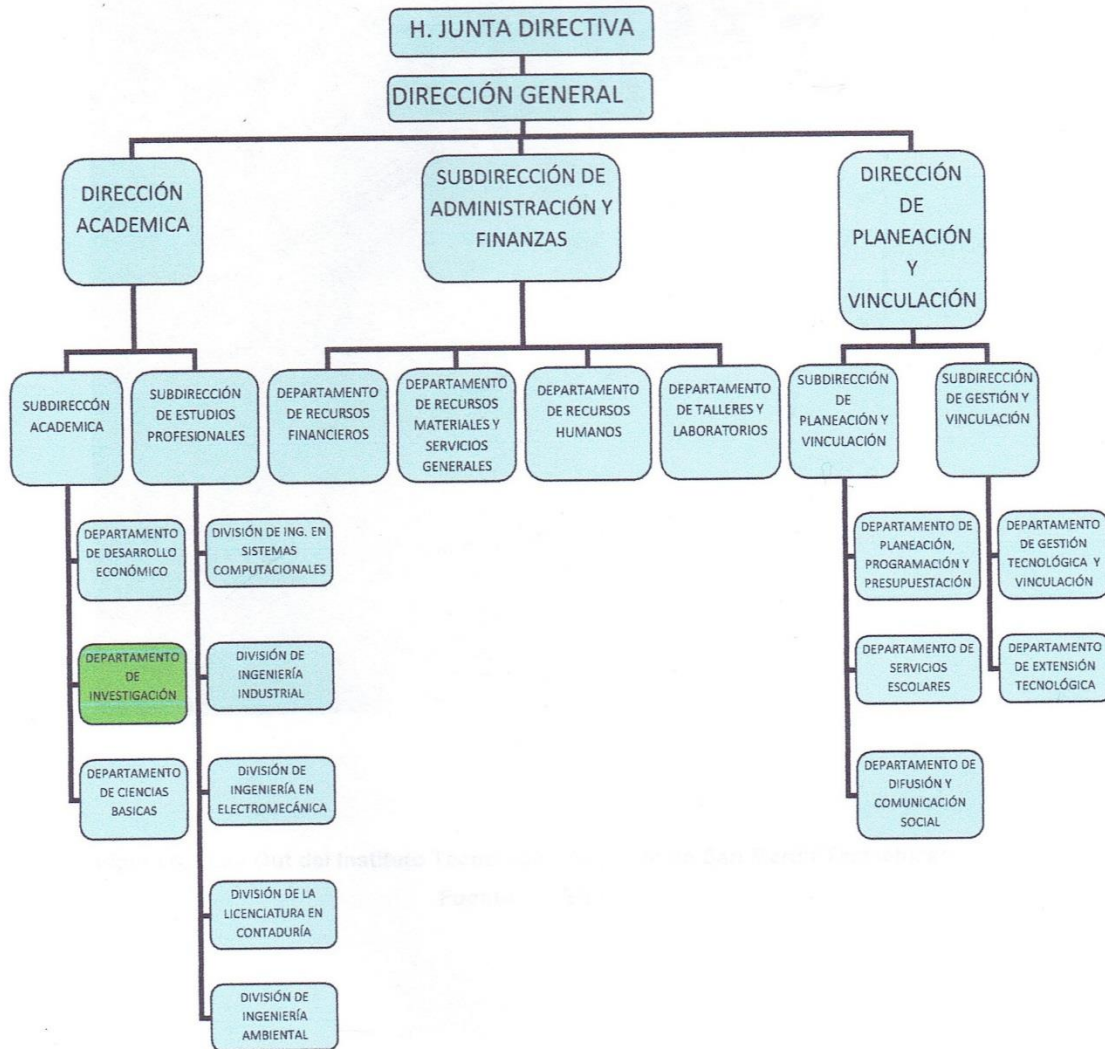 H. JUNTA DIRECTIVA
DIRECCIÓN GENERAL
DIRECCIÓN
ACADEMICA
SUBDIRECCIÓN DE
ADMINISTRACIÓN Y
FINANZAS
DIRECCIÓN
DE
PLANEACIÓN
Y
VINCULACIÓN
SUBDIRECCÓN
ACADEMICA
SUBDIRECCIÓN
DE ESTUDIOS
PROFESIONALES
DEPARTAMENTO
DE RECURSOS
FINANCIEROS
DEPARTAMENTO
DE RECURSOS
MATERIALES Y
SERVICIOS
GENERALES
DEPARTAMENTO
DE RECURSOS
HUMANOS
DEPARTAMENTO
DE TALLERES Y
LABORATORIOS
SUBDIRECCIÓN
DE
PLANEACIÓN Y
VINCULACIÓN
SUBDIRECCIÓN
DE GESTIÓN Y
VINCULACIÓN
DEPARTAMENTO
DE DESARROLLO
ECONÓMICO
DEPARTAMENTO
DE
INVESTIGACIÓN
DEPARTAMENTO
DE CIENCIAS
BASICAS
DIVISIÓN DE ING. EN
SISTEMAS
COMPUTACIONALES
DIVISIÓN DE
INGENIERÍA
INDUSTRIAL
DIVISIÓN DE
INGENIERÍA EN
ELECTROMECÁNICA
DIVISIÓN DE LA
LICENCIATURA EN
CONTADURÍA
DIVISIÓN DE
INGENIERÍA
AMBIENTAL
DEPARTAMENTO DE
PLANEACIÓN,
PROGRAMACIÓN Y
PRESUPUESTACIÓN
DEPARTAMENTO DE
SERVICIOS
ESCOLARES
DEPARTAMENTO DE
DIFUSIÓN Y
COMUNICACIÓN
SOCIAL
DEPARTAMENTO
DE GESTIÓN
TECNOLÓGICA Y
VINCULACIÓN
DEPARTAMENTO
DE EXTENSIÓN
TECNOLÓGICA
del Instituto